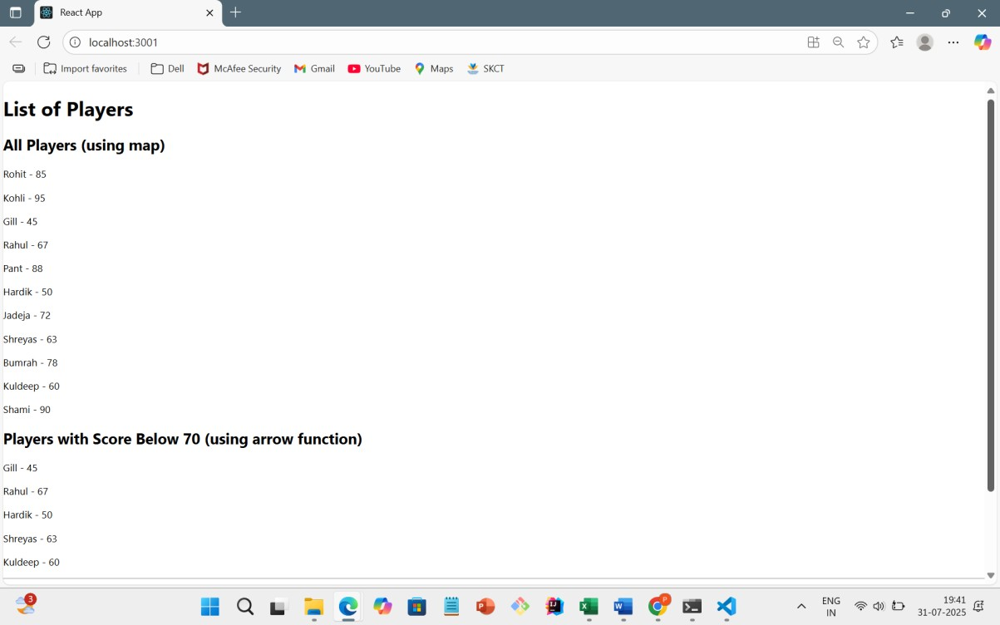 React App
localhost:3001
Import favorites
Dell
McAfee Security
Gmail
YouTube
Maps
SKCT
List of Players
All Players (using map)
Rohit - 85
Kohli - 95
Gill - 45
Rahul - 67
Pant - 88
Hardik - 50
Jadeja - 72
Shreyas - 63
Bumrah - 78
Kuldeep - 60
Shami - 90
Players with Score Below 70 (using arrow function)
Gill - 45
Rahul - 67
Hardik - 50
Shreyas - 63
Kuldeep - 60
3
P
IJ
X
W
P
ENG
IN
19:41
31-07-2025